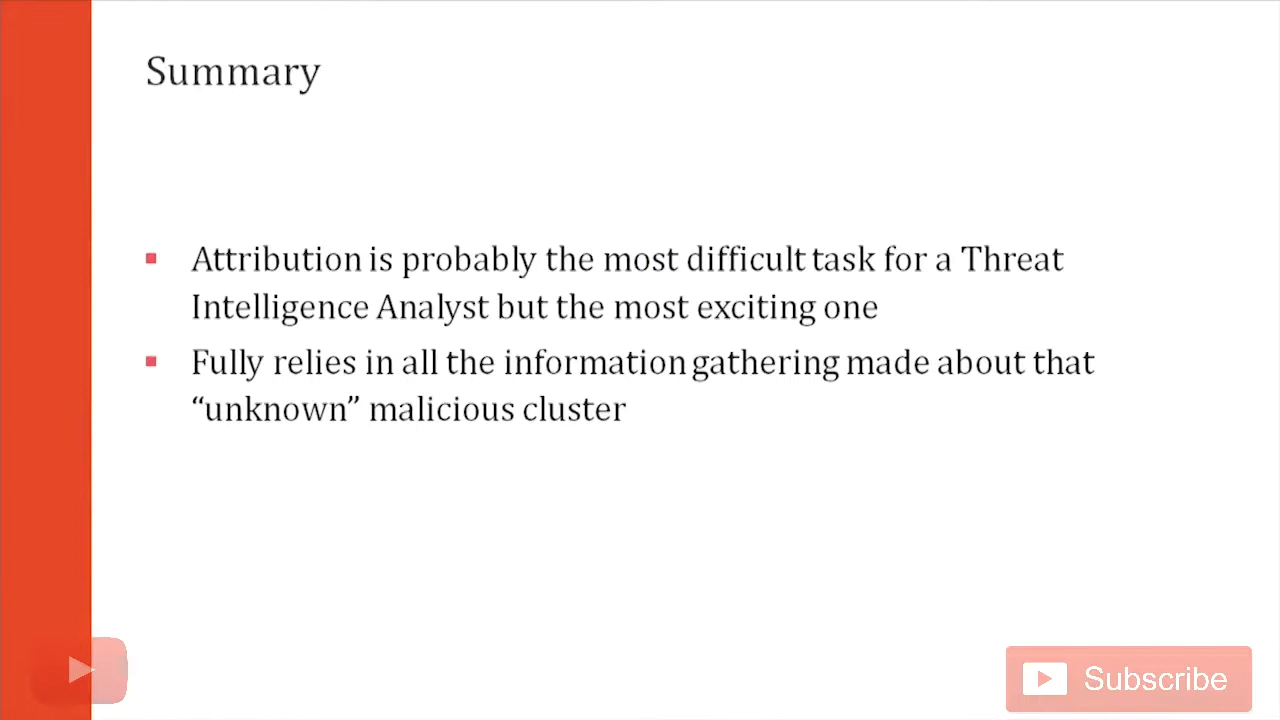 Summary
Attribution is probably the most difficult task for a Threat
Intelligence Analyst but the most exciting one
Fully relies in all the information gathering made about that
“unknown” malicious cluster
Subscribe